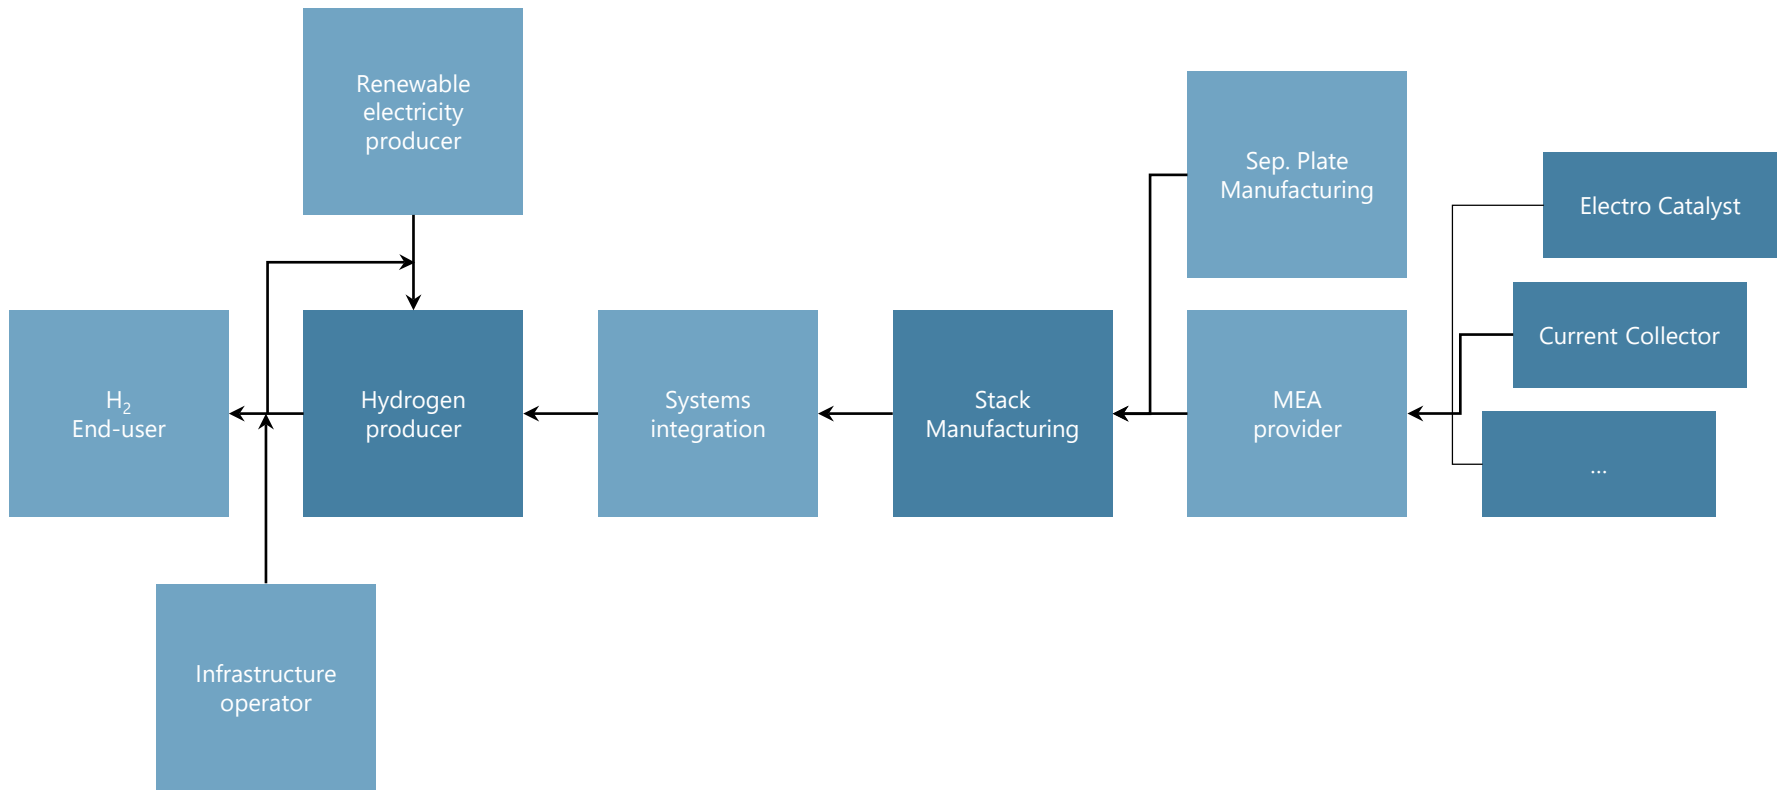 Renewable
electricity
producer
Sep. Plate
Manufacturing
Electro Catalyst
Current Collector
H₂
End-user
Hydrogen
producer
Systems
integration
Stack
Manufacturing
MEA
provider
...
Infrastructure
operator